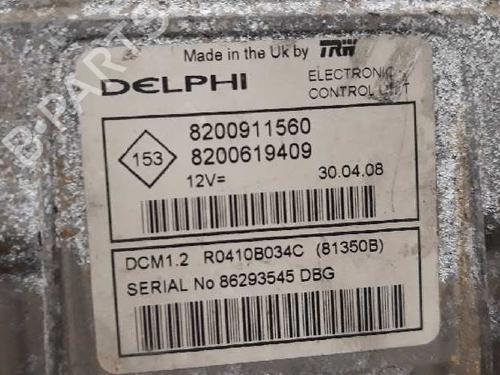 Made in the Uk by TRW
DELPHI
ELECTRONIC
CONTROL UNIT
153
8200911560
8200619409
12V=
30.04.08
DCM1.2 R0410B034C (81350B)
SERIAL No 86293545 DBG
B-PARTS